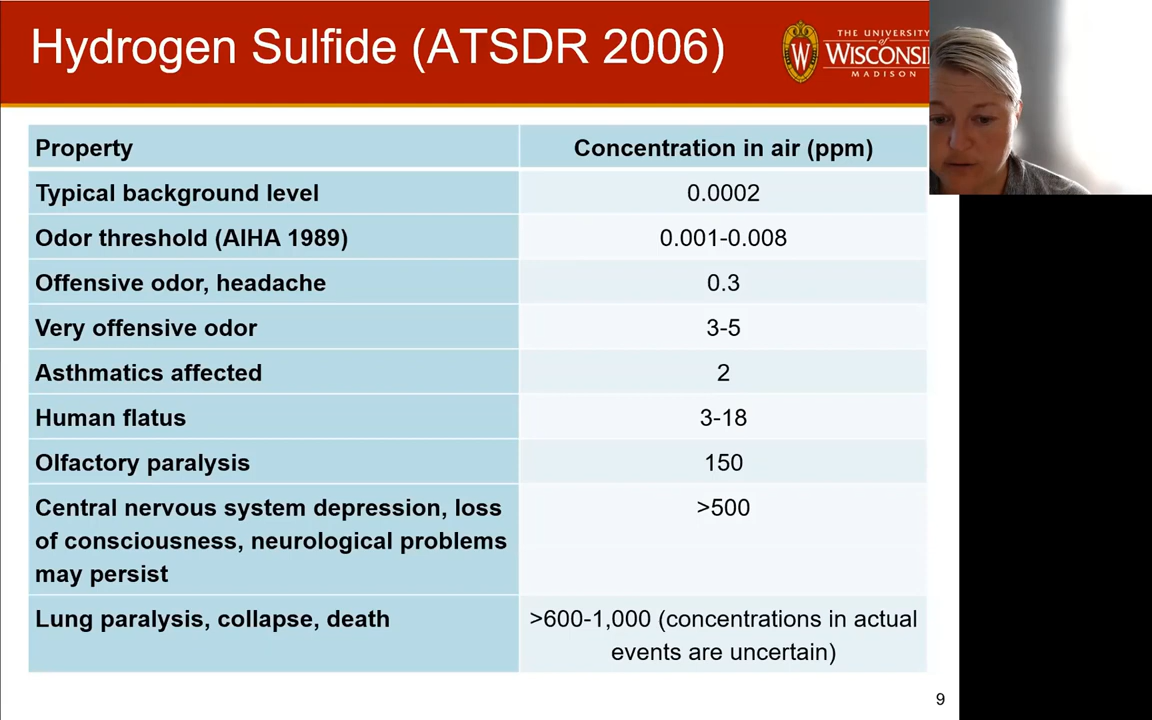 Hydrogen Sulfide (ATSDR 2006)
THE UNIVERSITY
of
WISCONSI
MADISON
W
Property Concentration in air (ppm)
Typical background level 0.0002
Odor threshold (AIHA 1989) 0.001-0.008
Offensive odor, headache 0.3
Very offensive odor 3-5
Asthmatics affected 2
Human flatus 3-18
Olfactory paralysis 150
Central nervous system depression, loss >500
of consciousness, neurological problems
may persist
Lung paralysis, collapse, death >600-1,000 (concentrations in actual
events are uncertain)
9